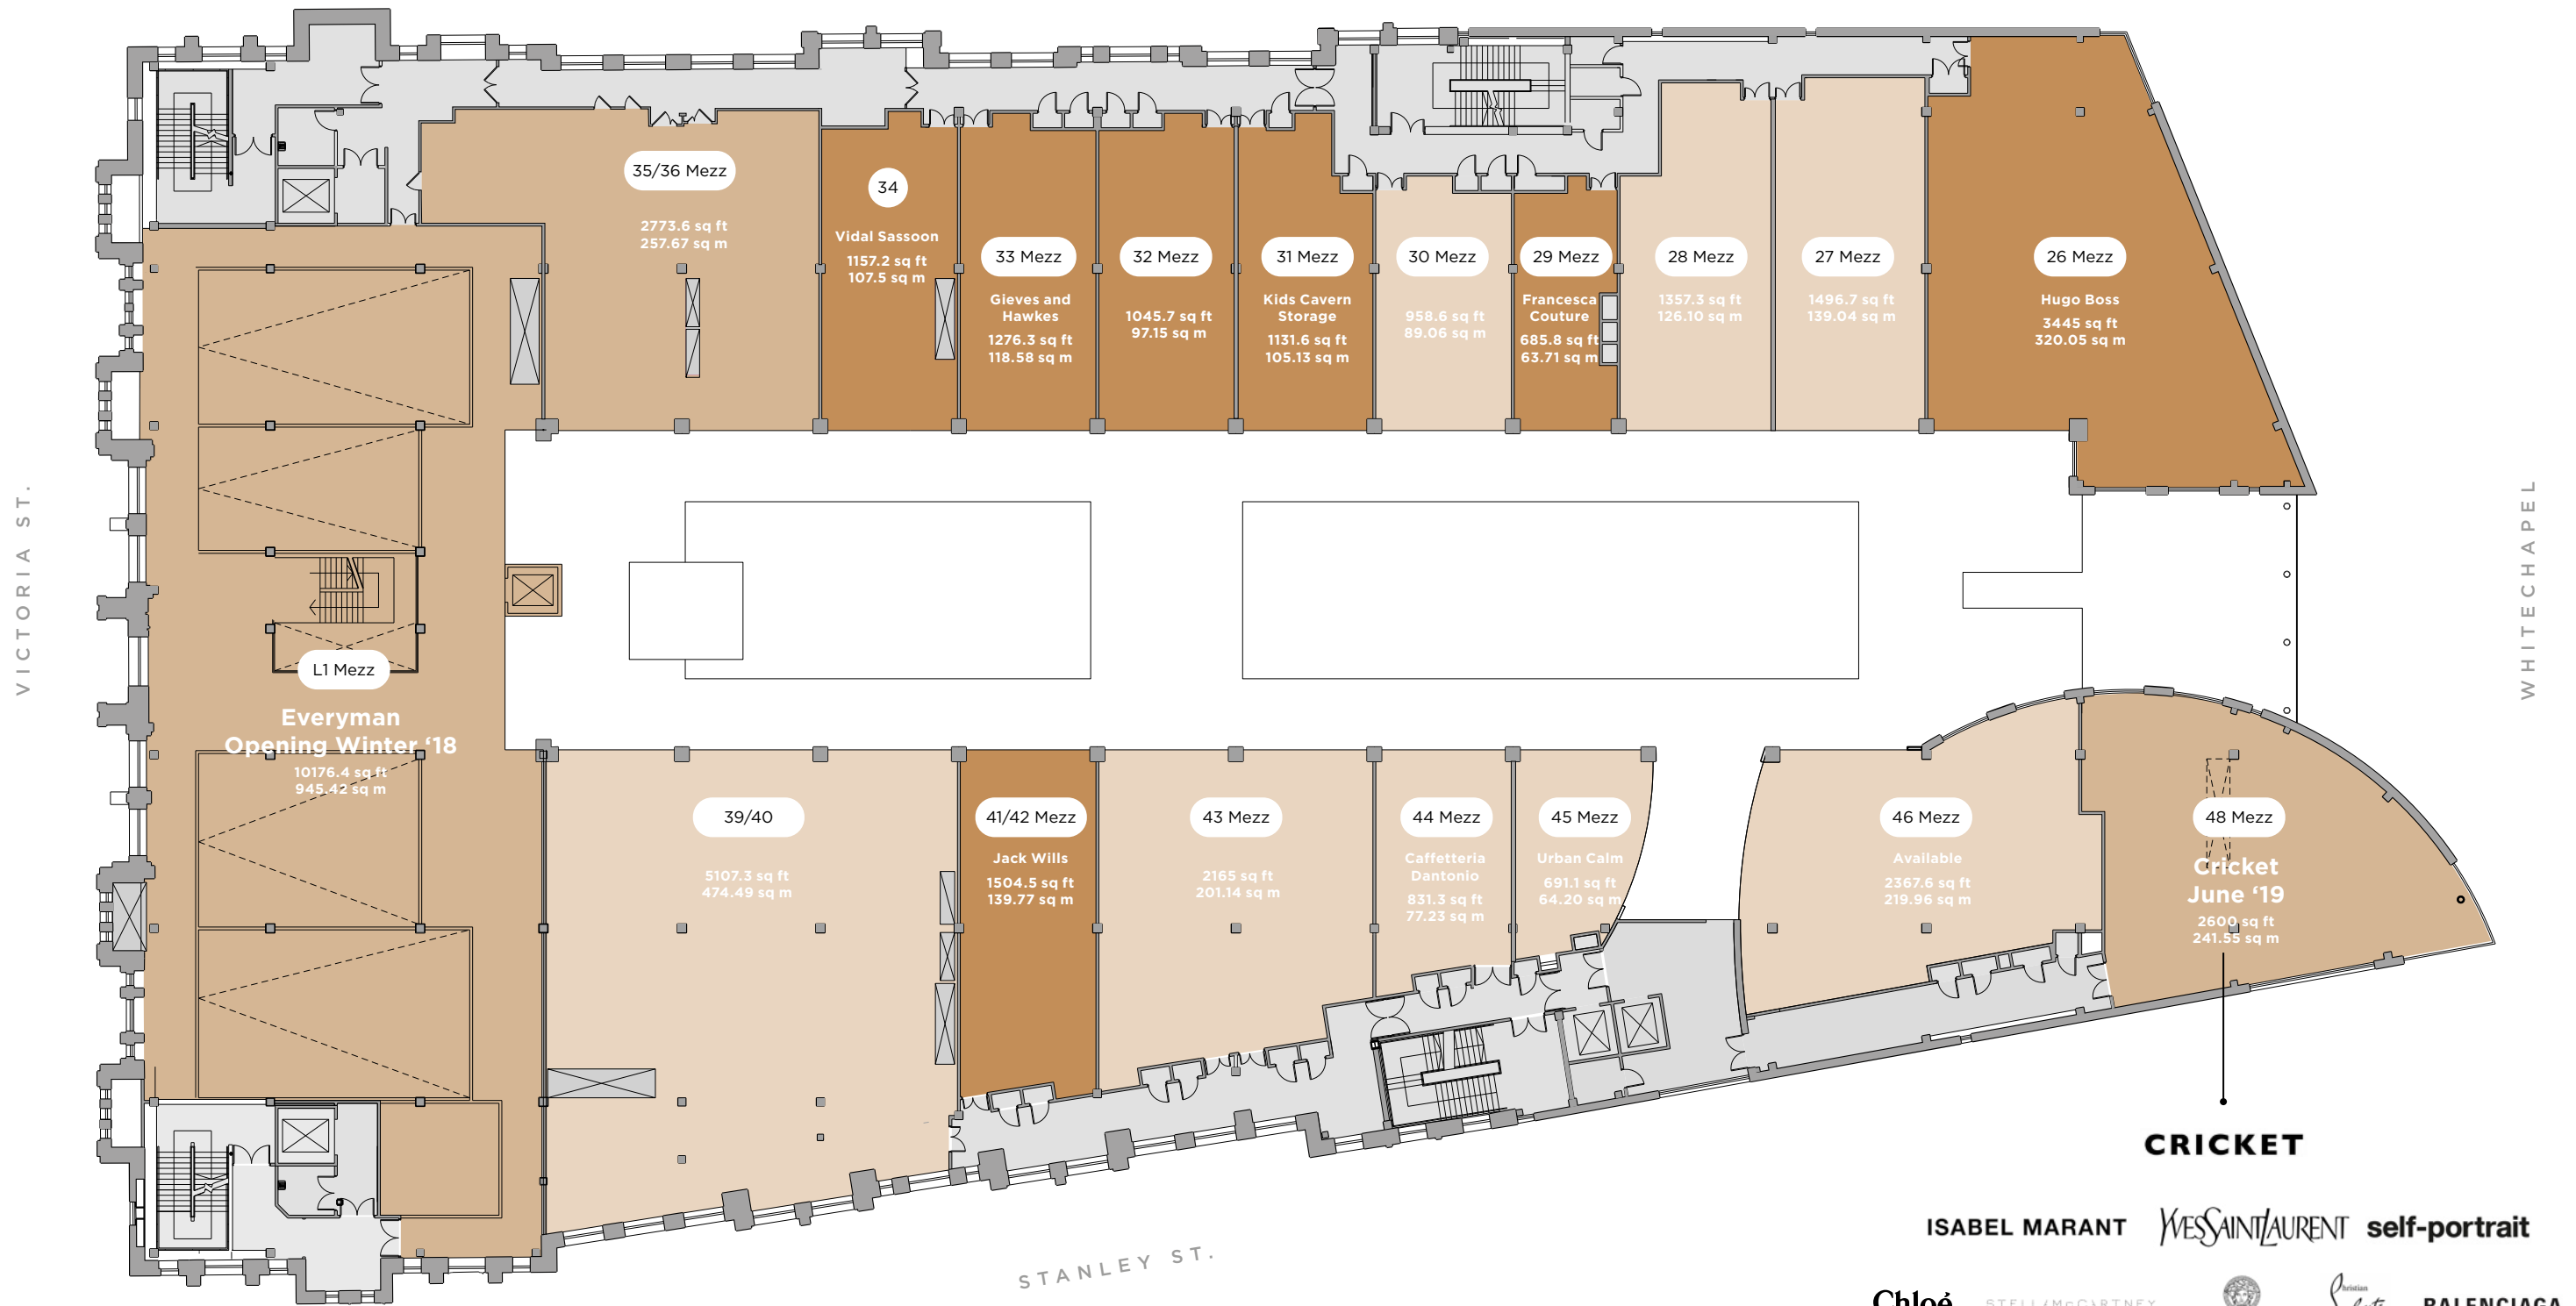 VICTORIA ST.
35/36 Mezz
2773.6 sq ft
257.67 sq m
34
Vidal Sassoon
1157.2 sq ft
107.5 sq m
33 Mezz
Gieves and
Hawkes
1276.3 sq ft
118.58 sq m
32 Mezz
1045.7 sq ft
97.15 sq m
31 Mezz
Kids Cavern
Storage
1131.6 sq ft
105.13 sq m
30 Mezz
958.6 sq ft
89.06 sq m
29 Mezz
Francesca
Couture
685.8 sq ft
63.71 sq m
28 Mezz
1357.3 sq ft
126.10 sq m
27 Mezz
1496.7 sq ft
139.04 sq m
26 Mezz
Hugo Boss
3445 sq ft
320.05 sq m
WHITECHAPEL
L1 Mezz
Everyman
Opening Winter ‘18
10176.4 sq ft
945.42 sq m
39/40
5107.3 sq ft
474.49 sq m
41/42 Mezz
Jack Wills
1504.5 sq ft
139.77 sq m
43 Mezz
2165 sq ft
201.14 sq m
44 Mezz
Caffetteria
Dantonio
831.3 sq ft
77.23 sq m
45 Mezz
Urban Calm
691.1 sq ft
64.20 sq m
46 Mezz
Available
2367.6 sq ft
219.96 sq m
48 Mezz
Cricket
June ‘19
2600 sq ft
241.55 sq m
STANLEY ST.
CRICKET
ISABEL MARANT YVESSAINTLAURENT self-portrait
Chloé STELLA McCARTNEY Christian BALENCIAGA